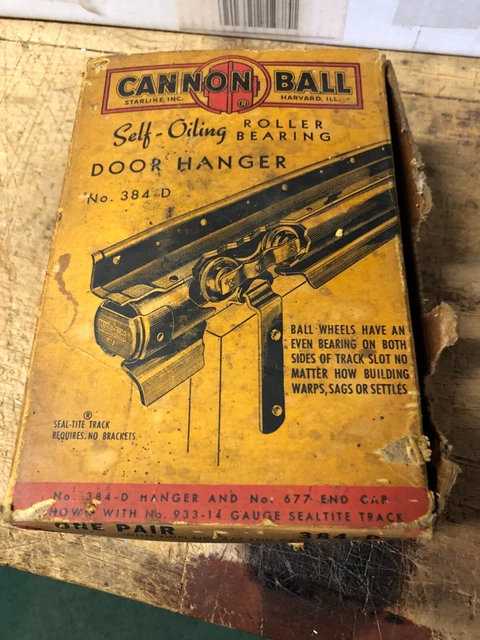 CANNON BALL
STARLINE, INC. ® HARVARD, ILL.
Self-Oiling ROLLER
BEARING
DOOR HANGER
No. 384-D
BALL WHEELS HAVE AN
EVEN BEARING ON BOTH
SIDES OF TRACK SLOT NO
MATTER HOW BUILDING
WARPS, SAGS OR SETTLES
®
SEAL-TITE TRACK
REQUIRES NO BRACKETS
No. 384-D HANGER AND No. 677 END CAP
HOWN WITH No. 933-14 GAUGE SEALTITE TRACK
ONE PAIR 384 D